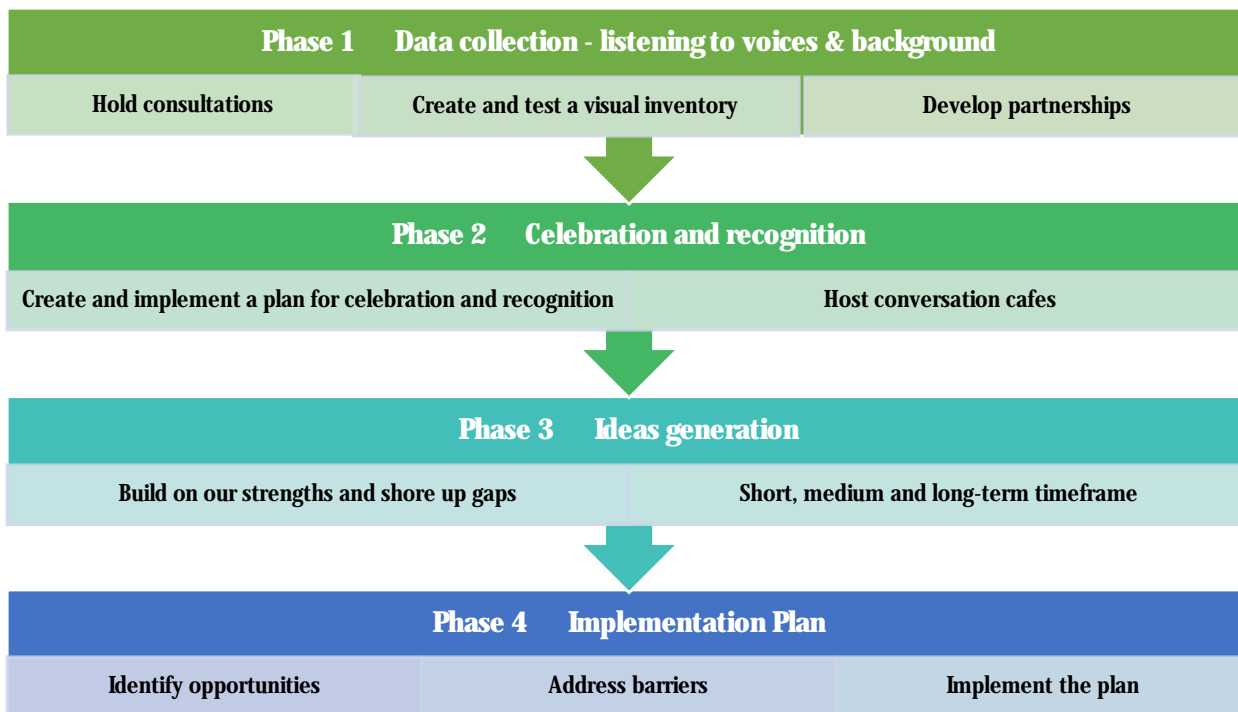 Phase 1 Data collection - listening to voices & background
Hold consultations
Create and test a visual inventory
Develop partnerships
Phase 2 Celebration and recognition
Create and implement a plan for celebration and recognition
Host conversation cafes
Phase 3 Ideas generation
Build on our strengths and shore up gaps
Short, medium and long-term timeframe
Phase 4 Implementation Plan
Identify opportunities
Address barriers
Implement the plan